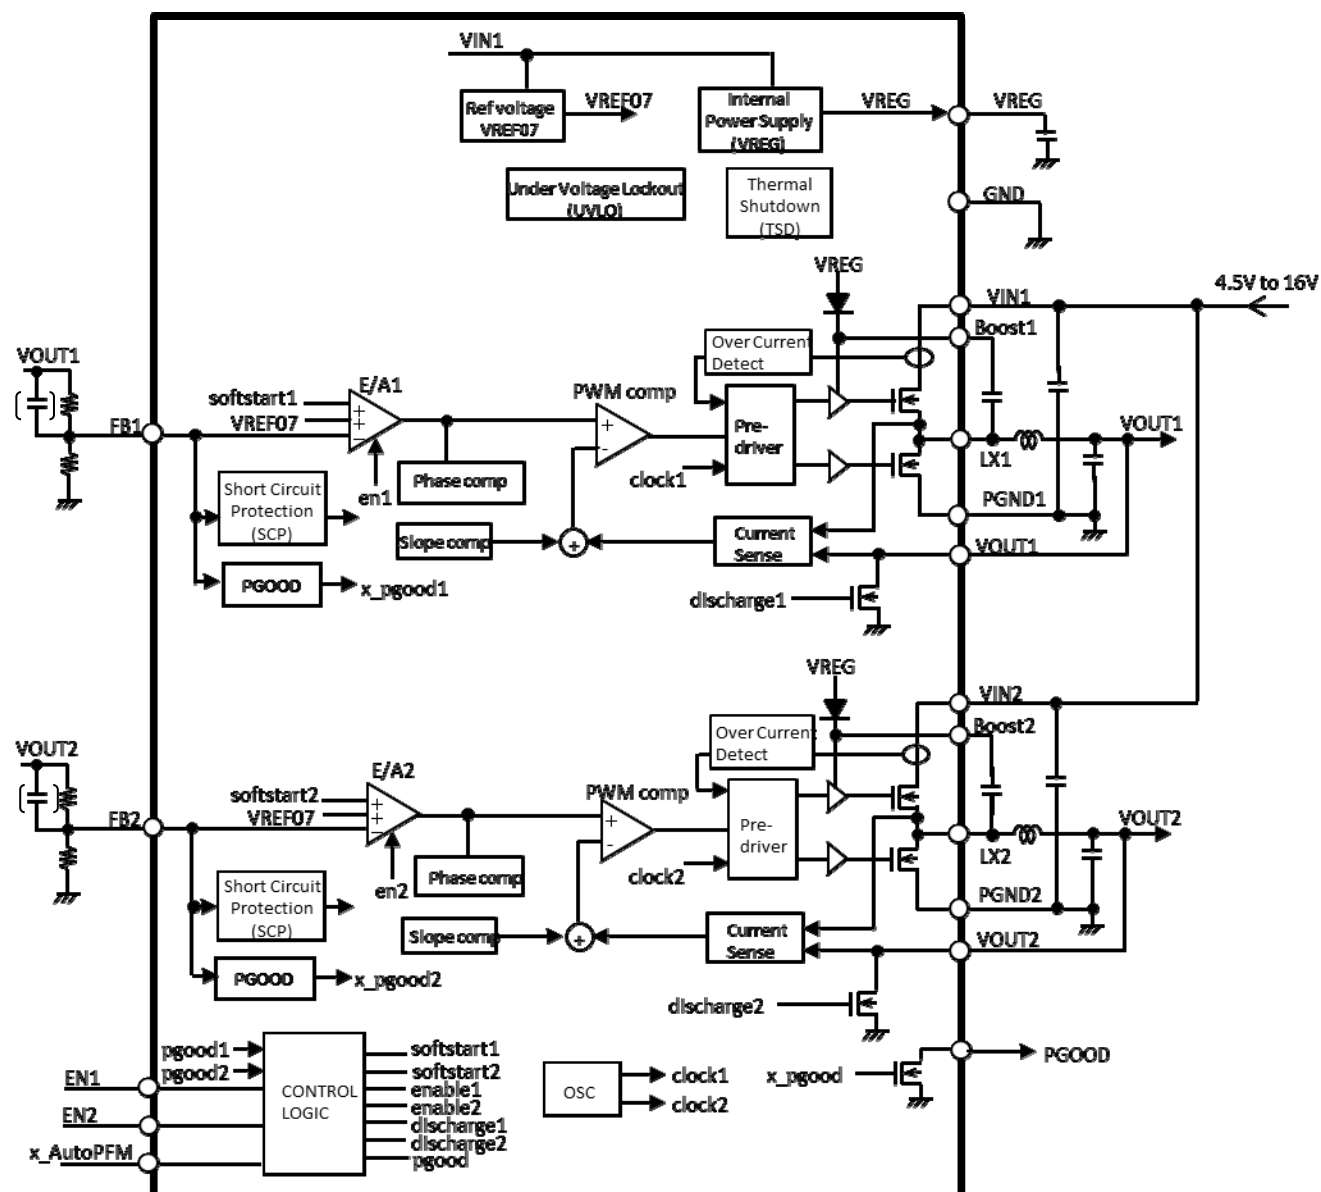 VIN1
Ref voltage
VREF07
VREF07
Internal
Power Supply
(VREG)
VREG
VREG
Under Voltage Lockout
(UVLO)
Thermal
Shutdown
(TSD)
GND
VREG
VIN1
4.5V to 16V
Boost1
Over Current
Detect
VOUT1
E/A1
softstart1
VREF07
+
+
-
FB1
PWM comp
+
-
Pre-
driver
VOUT1
LX1
Phase comp
clock1
en1
Short Circuit
Protection
(SCP)
PGND1
Slope comp
+
Current
Sense
VOUT1
PGOOD
x_pgood1
discharge1
VREG
VIN2
Boost2
Over Current
Detect
VOUT2
E/A2
softstart2
VREF07
+
+
-
FB2
PWM comp
+
-
Pre-
driver
VOUT2
LX2
Phase comp
clock2
en2
Short Circuit
Protection
(SCP)
PGND2
Slope comp
+
Current
Sense
VOUT2
PGOOD
x_pgood2
discharge2
pgood1
pgood2
EN1
EN2
x_AutoPFM
CONTROL
LOGIC
softstart1
softstart2
enable1
enable2
discharge1
discharge2
pgood
OSC
clock1
clock2
x_pgood
PGOOD